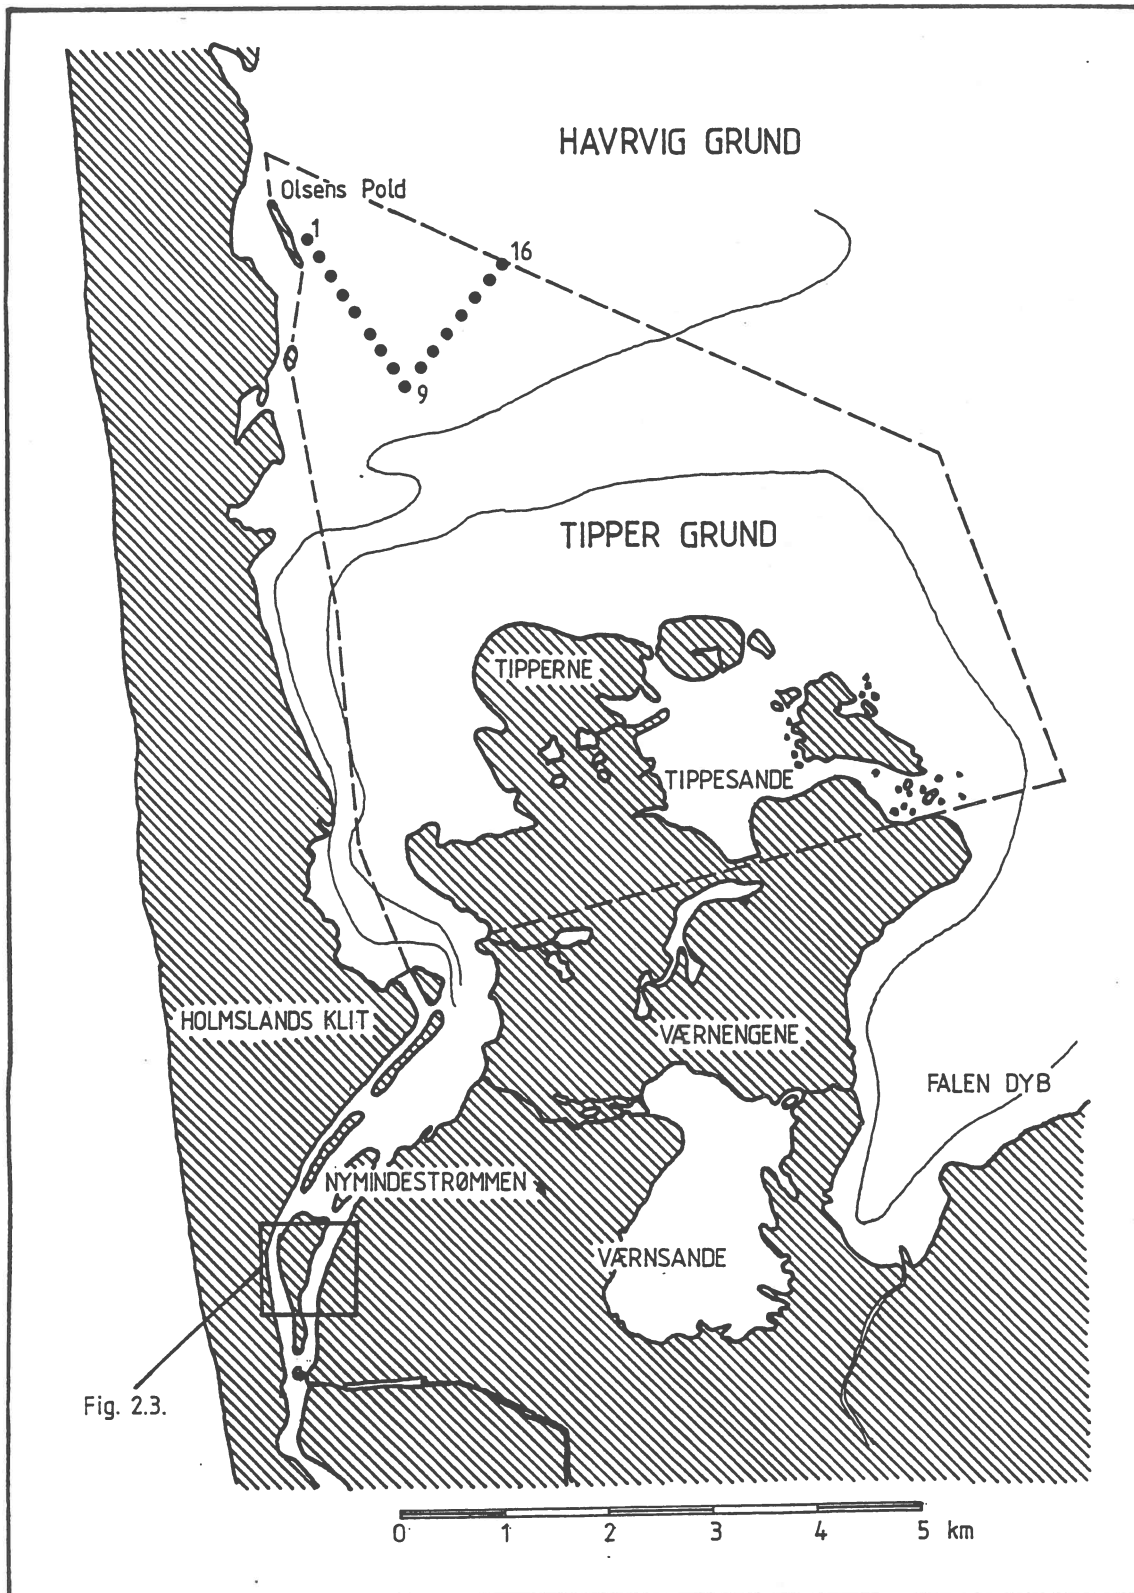 HAVRVIG GRUND
Olsens Pold
1
16
9
TIPPER GRUND
TIPPERNE
TIPPESANDE
HOLMSLANDS KLIT
VÆRNENGENE
FALEN DYB
NYMINDESTRØMMEN
VÆRNSANDE
Fig. 2.3.
0 1 2 3 4 5 km